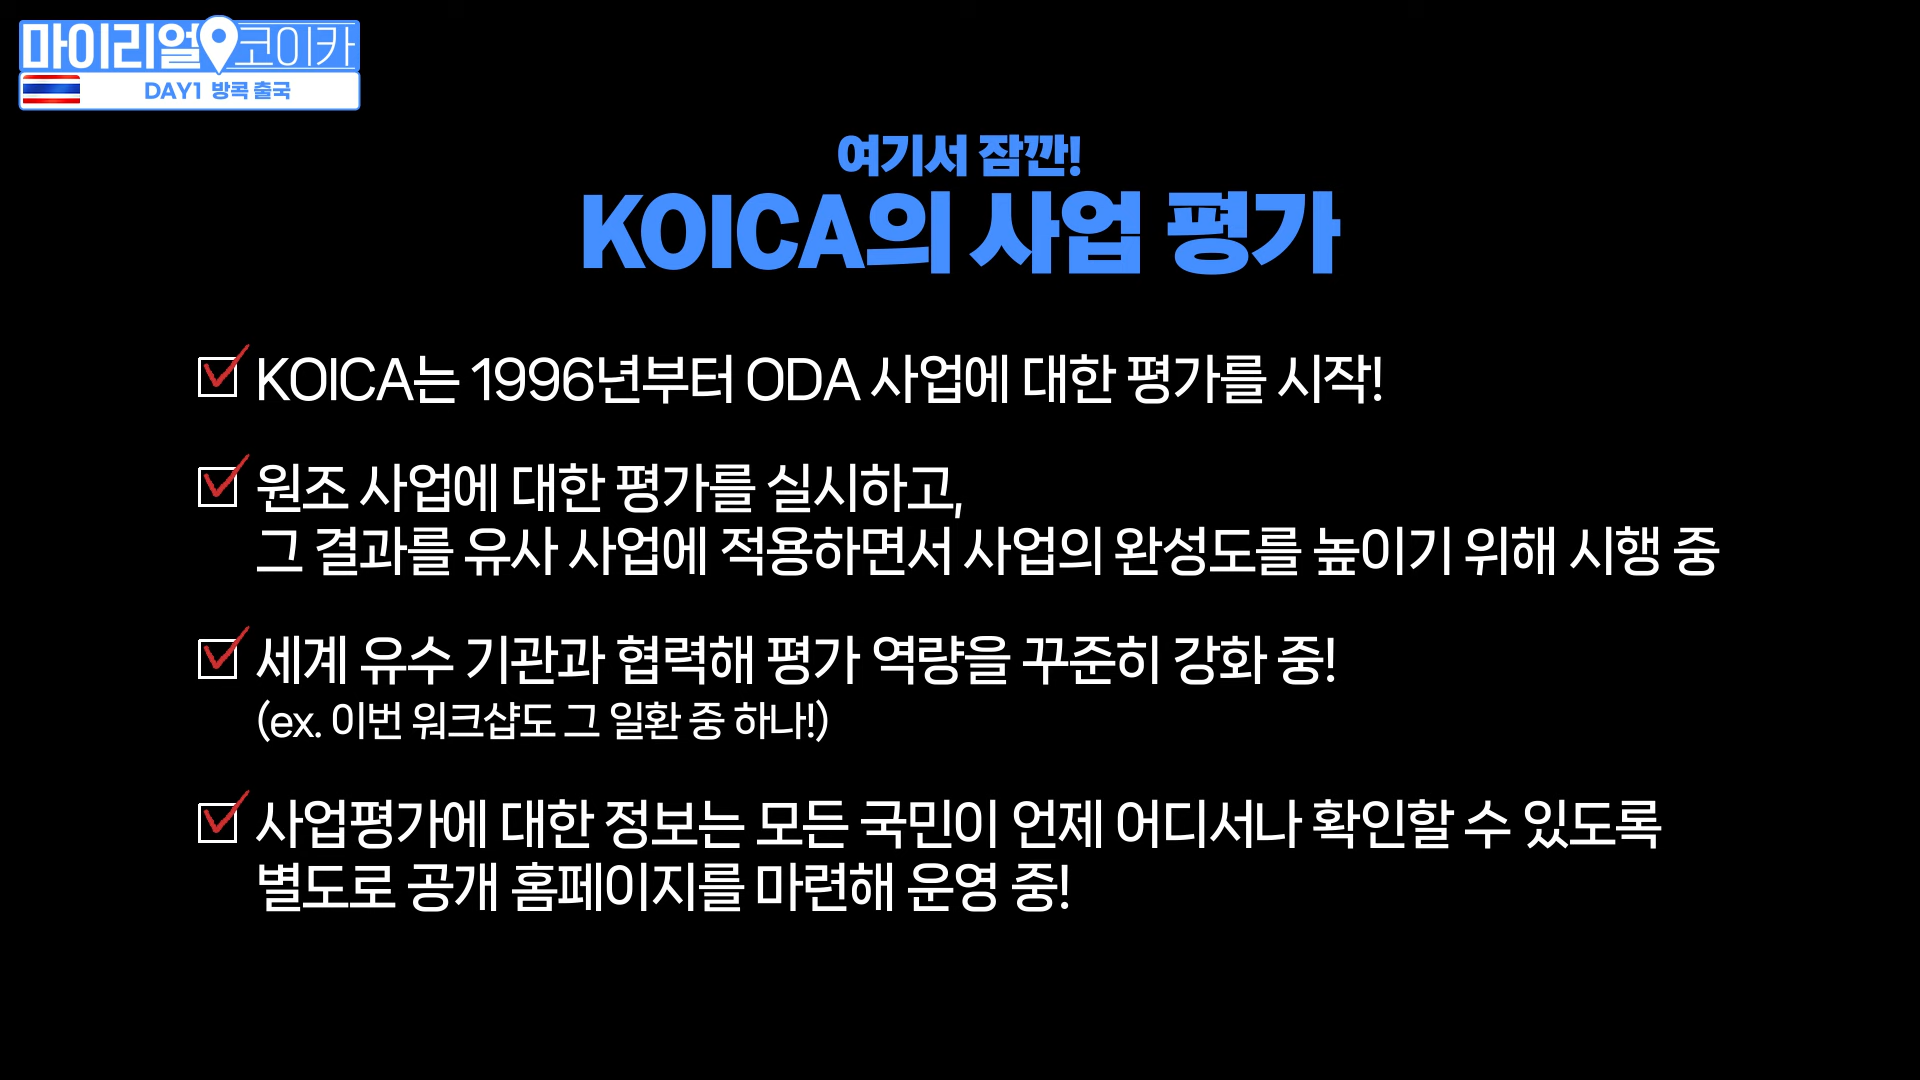 마이리얼코이카
DAY1 방콕 출국
여기서 잠깐!
KOICA의 사업 평가
KOICA는 1996년부터 ODA 사업에 대한 평가를 시작!
원조 사업에 대한 평가를 실시하고,
그 결과를 유사 사업에 적용하면서 사업의 완성도를 높이기 위해 시행 중
세계 유수 기관과 협력해 평가 역량을 꾸준히 강화 중!
(ex. 이번 워크샵도 그 일환 중 하나!)
사업평가에 대한 정보는 모든 국민이 언제 어디서나 확인할 수 있도록
별도로 공개 홈페이지를 마련해 운영 중!